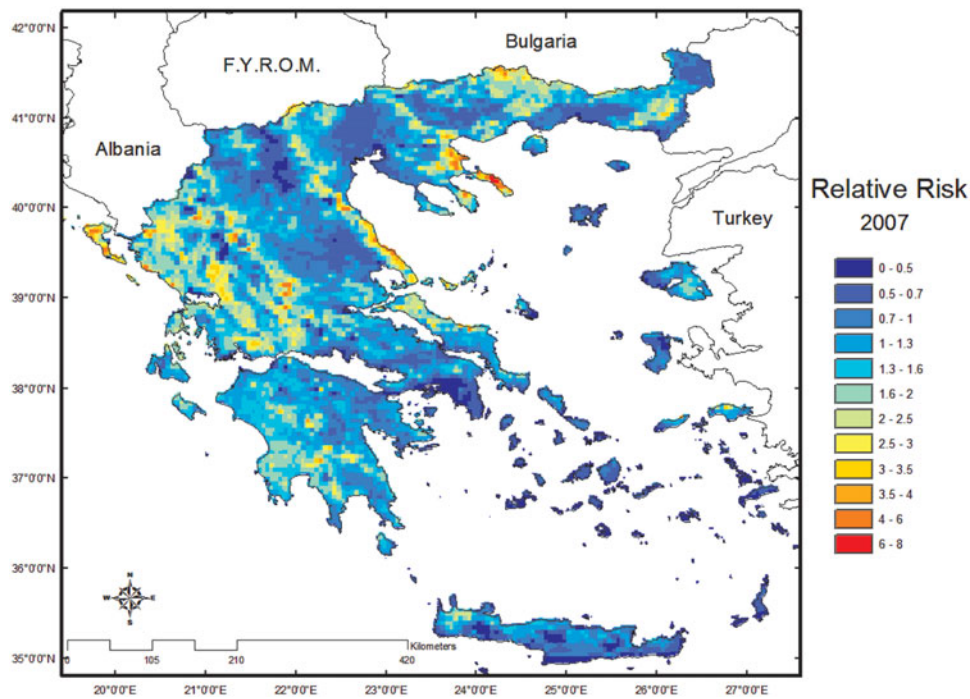 42°0'0"N
41°0'0"N
40°0'0"N
39°0'0"N
38°0'0"N
37°0'0"N
36°0'0"N
35°0'0"N
F.Y.R.O.M.
Bulgaria
Albania
Turkey
N
W E
S
Kilometers
0 105 210 420
20°0'0"E 21°0'0"E 22°0'0"E 23°0'0"E 24°0'0"E 25°0'0"E 26°0'0"E 27°0'0"E
Relative Risk
2007
0 - 0.5
0.5 - 0.7
0.7 - 1
1 - 1.3
1.3 - 1.6
1.6 - 2
2 - 2.5
2.5 - 3
3 - 3.5
3.5 - 4
4 - 6
6 - 8